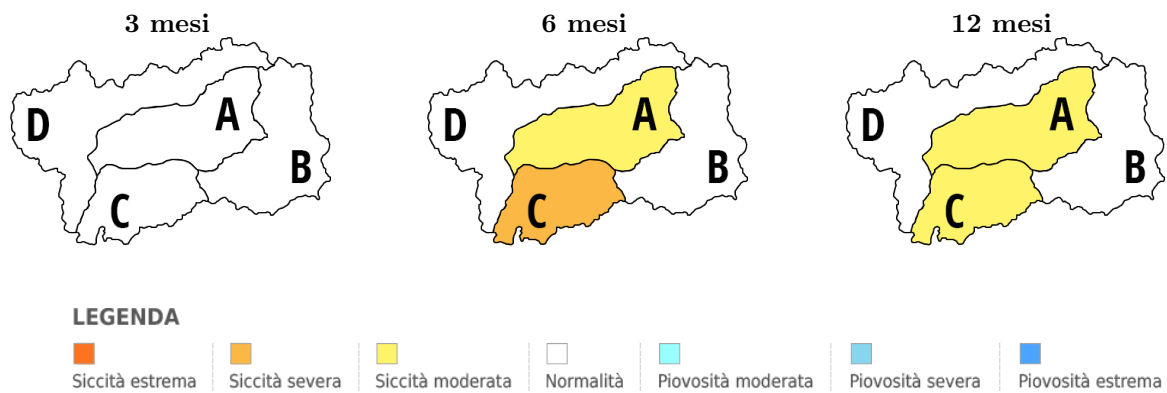 3 mesi 6 mesi 12 mesi
D A B C D A B C D A B C
LEGENDA
Siccità estrema Siccità severa Siccità moderata Normalità Piovosità moderata Piovosità severa Piovosità estrema